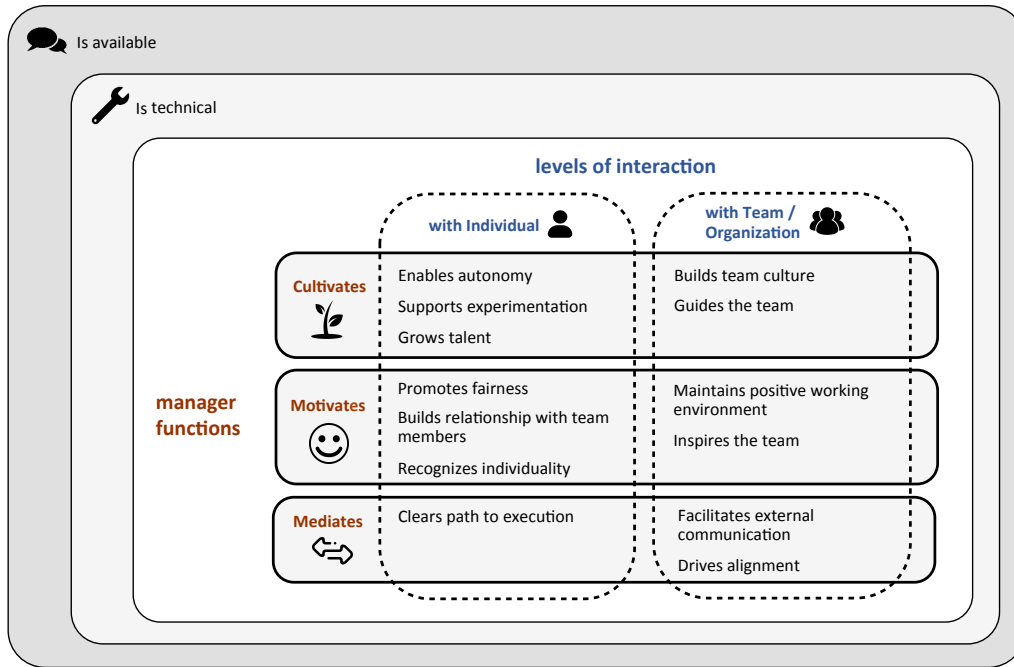 Is available
Is technical
levels of interaction
with Individual
with Team /
Organization
manager
functions
Cultivates
Enables autonomy
Supports experimentation
Grows talent
Builds team culture
Guides the team
Motivates
Promotes fairness
Builds relationship with team
members
Recognizes individuality
Maintains positive working
environment
Inspires the team
Mediates
Clears path to execution
Facilitates external
communication
Drives alignment